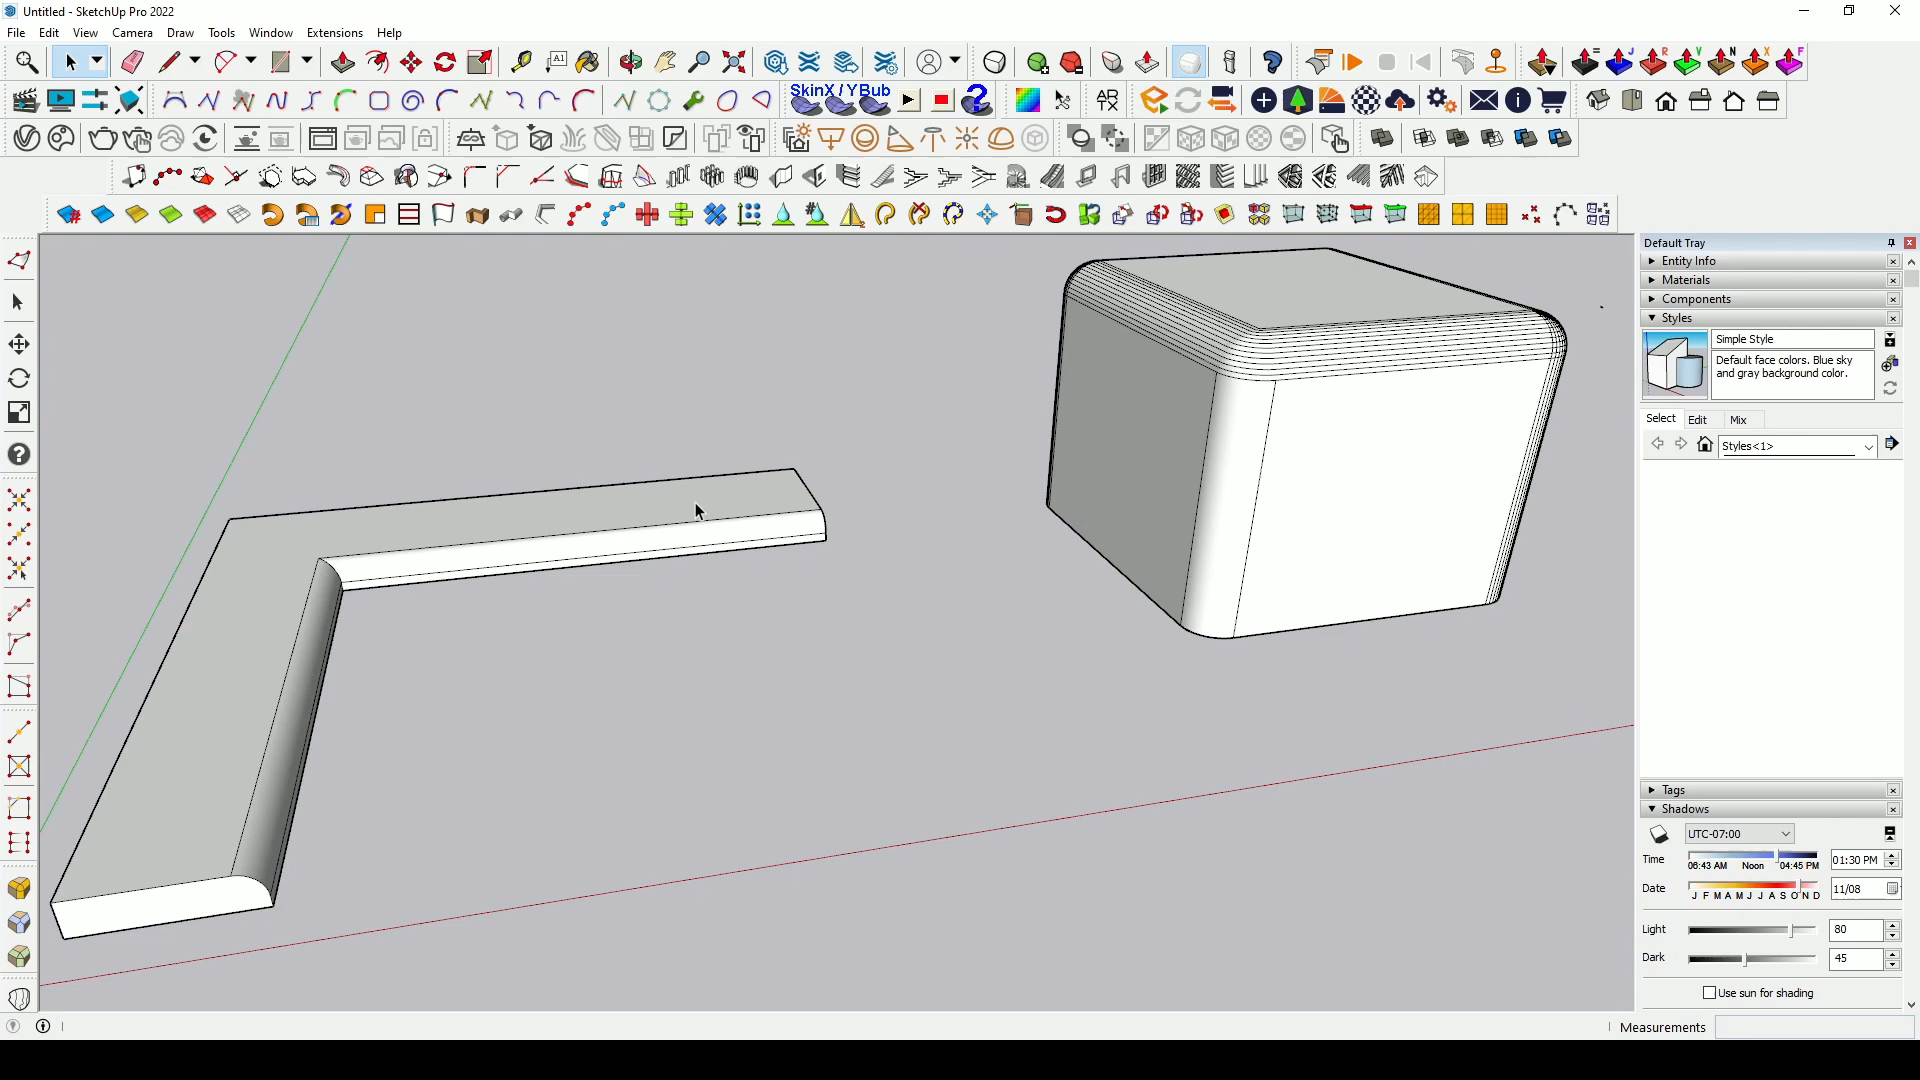 Untitled - SketchUp Pro 2022
File Edit View Camera Draw Tools Window Extensions Help
A1
= J R V N X F
SkinX / YBub
AR
TX
Default Tray
Entity Info
Materials
Components
Styles
Simple Style
Default face colors. Blue sky
and gray background color.
Select Edit Mix
Styles<1>
Tags
Shadows
UTC-07:00
Time 06:43 AM Noon 04:45 PM 01:30 PM
Date J F M A M J J A S O N D 11/08
Light 80
Dark 45
Use sun for shading
Measurements